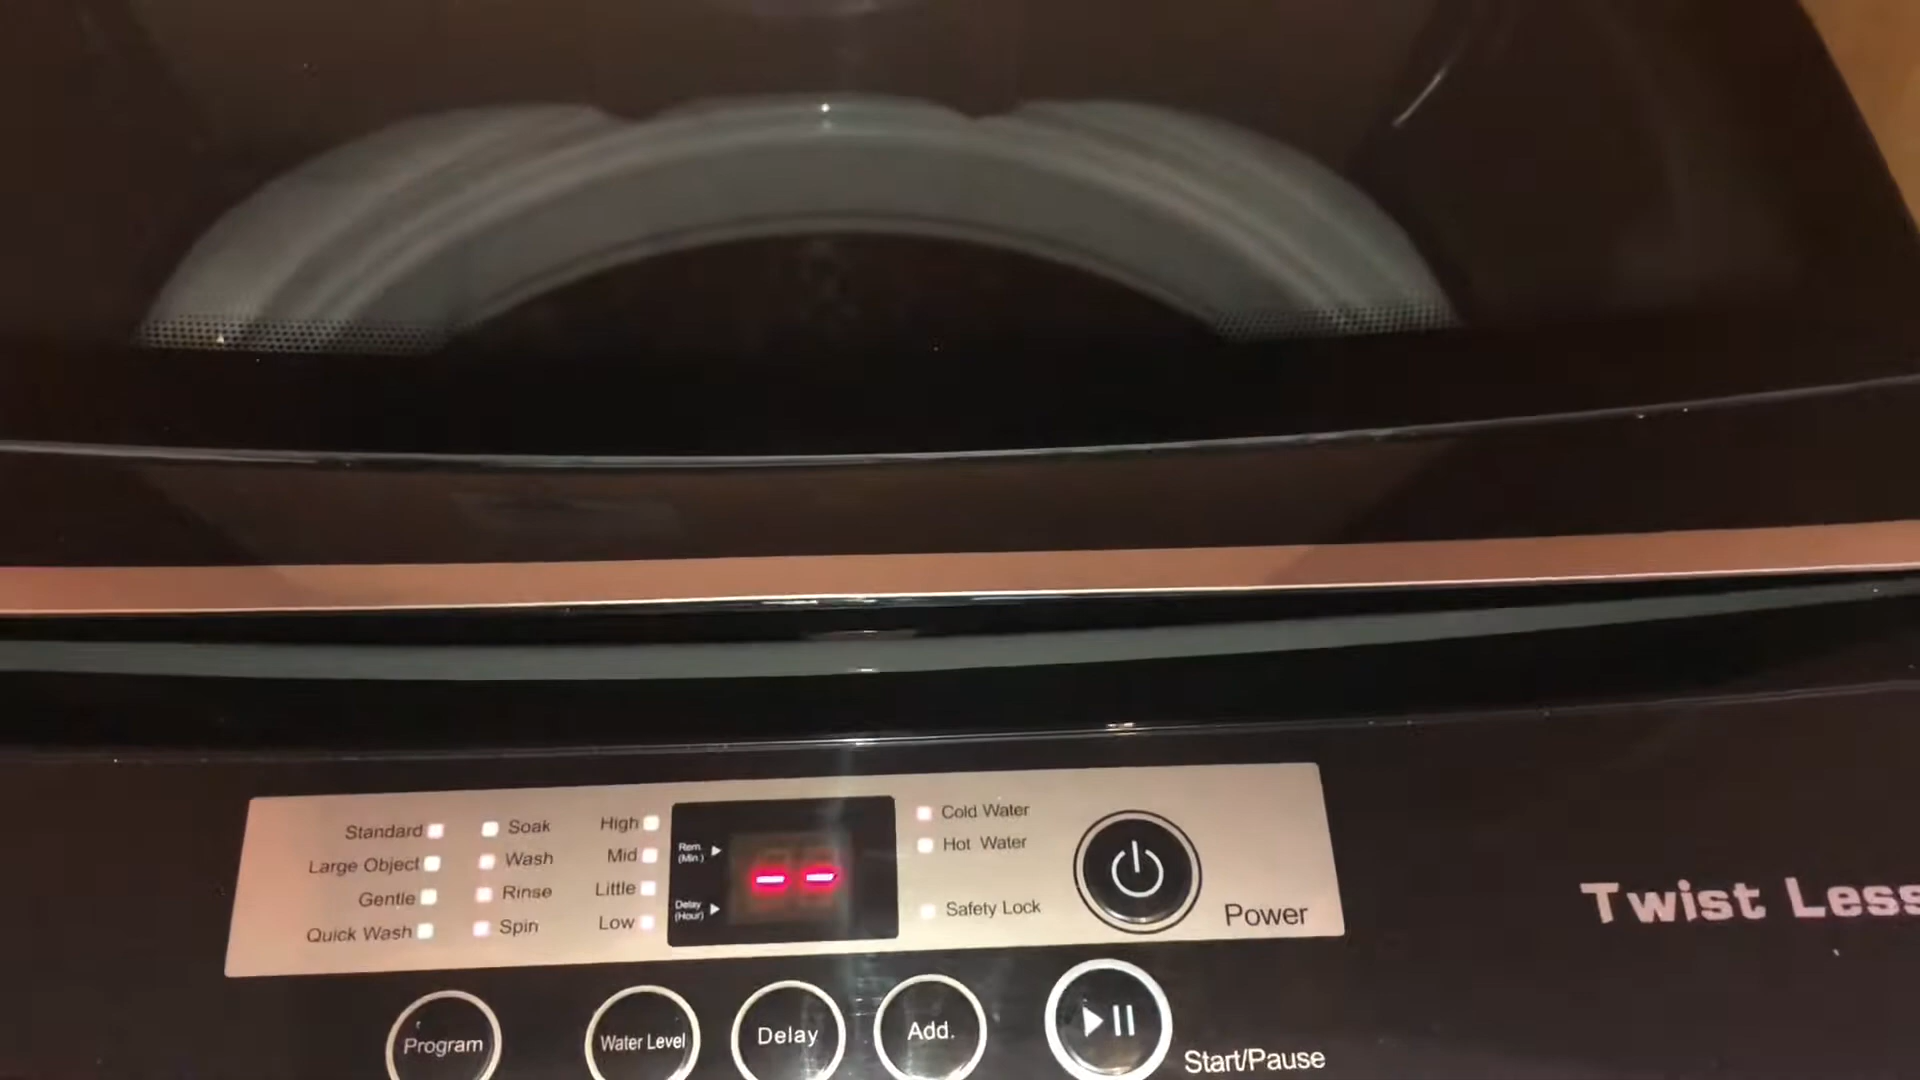 Standard
Large Object
Gentle
Quick Wash
Soak
Wash
Rinse
Spin
High
Mid
Little
Low
Rem.
(Min.)
Delay
(Hour)
--
Cold Water
Hot Water
Safety Lock
Power
Twist Less
Program
Water Level
Delay
Add.
Start/Pause